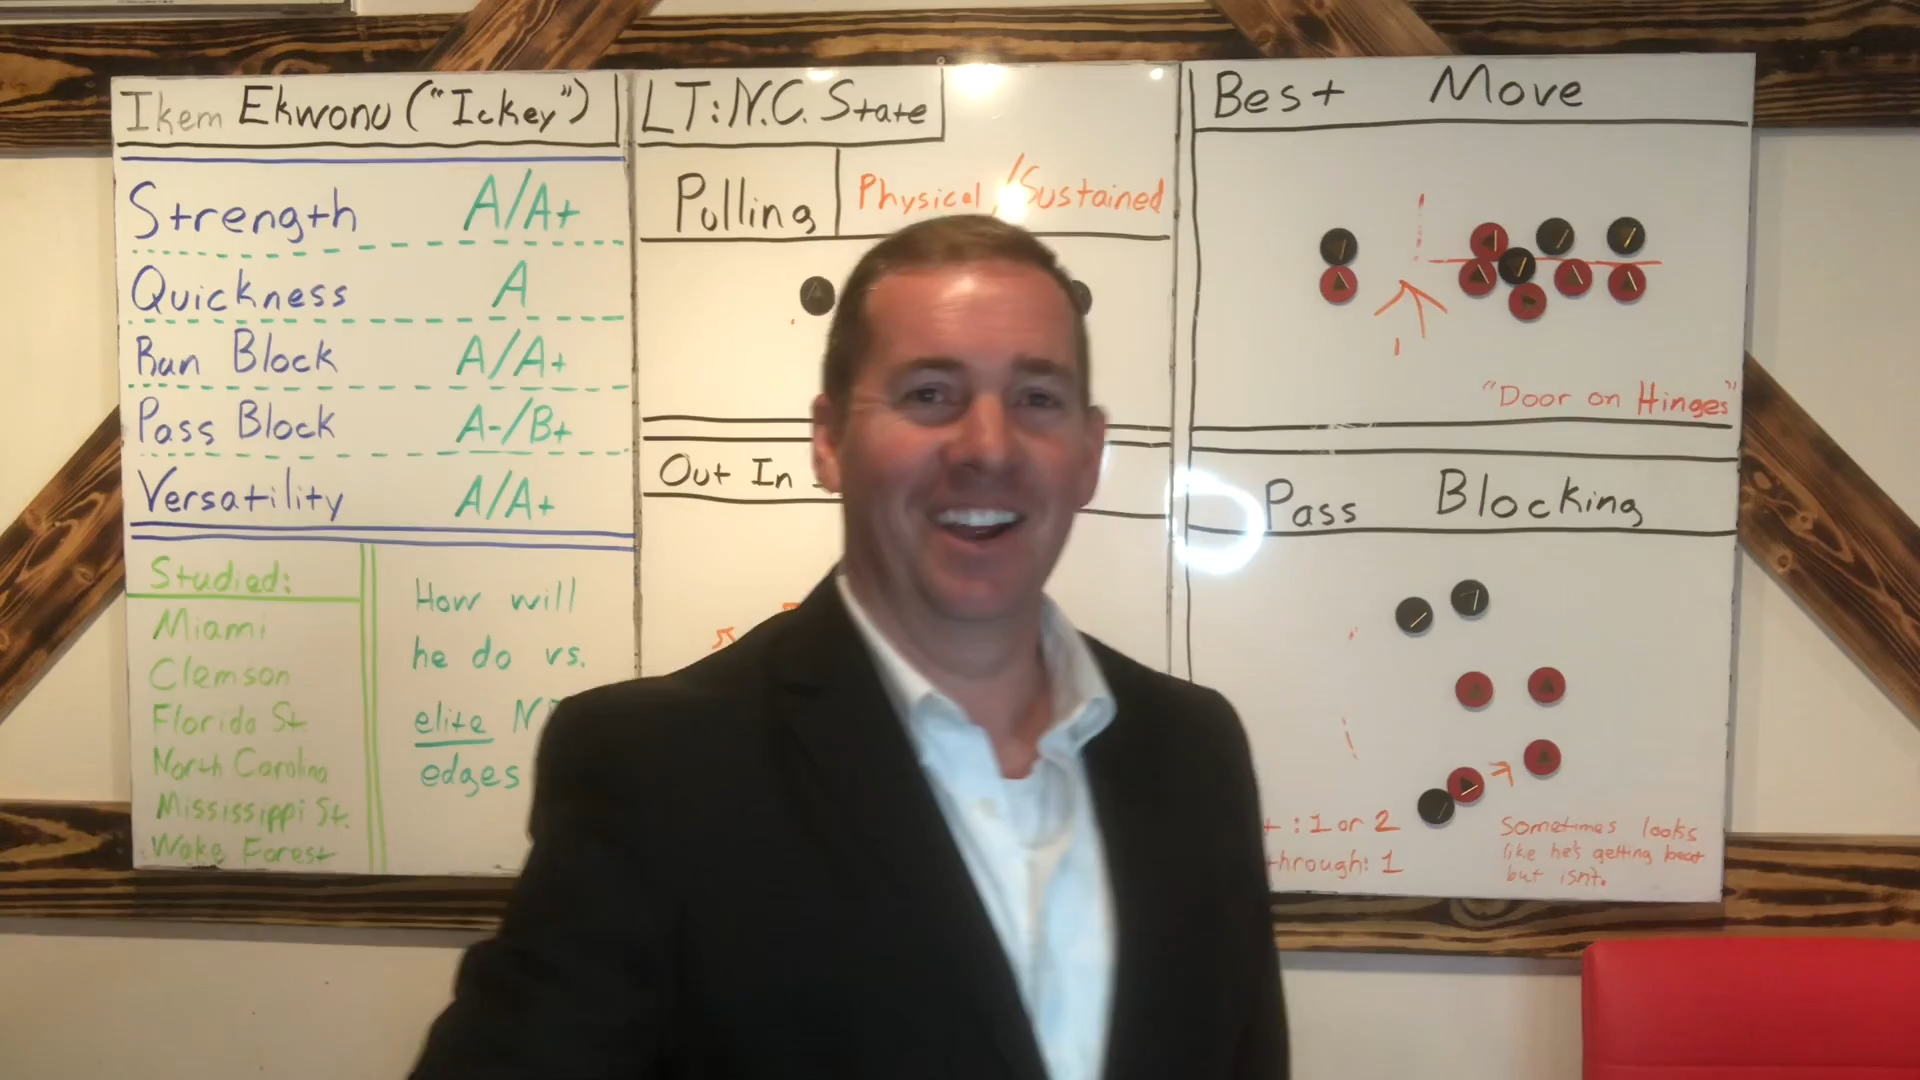 Ikem Ekwonu ("Ickey")
Strength A/A+
Quickness A
Run Block A/A+
Pass Block A-/B+
Versatility A/A+
Studied:
Miami
Clemson
Florida St.
North Carolina
Mississippi St.
Wake Forest
How will
he do vs.
elite
edges
LT: N.C. State
Pulling
Physical/Sustained
Out In
Best Move
"Door on Hinges"
Pass Blocking
: 1 or 2
through: 1
Sometimes looks
like he's getting beat
but isn't.